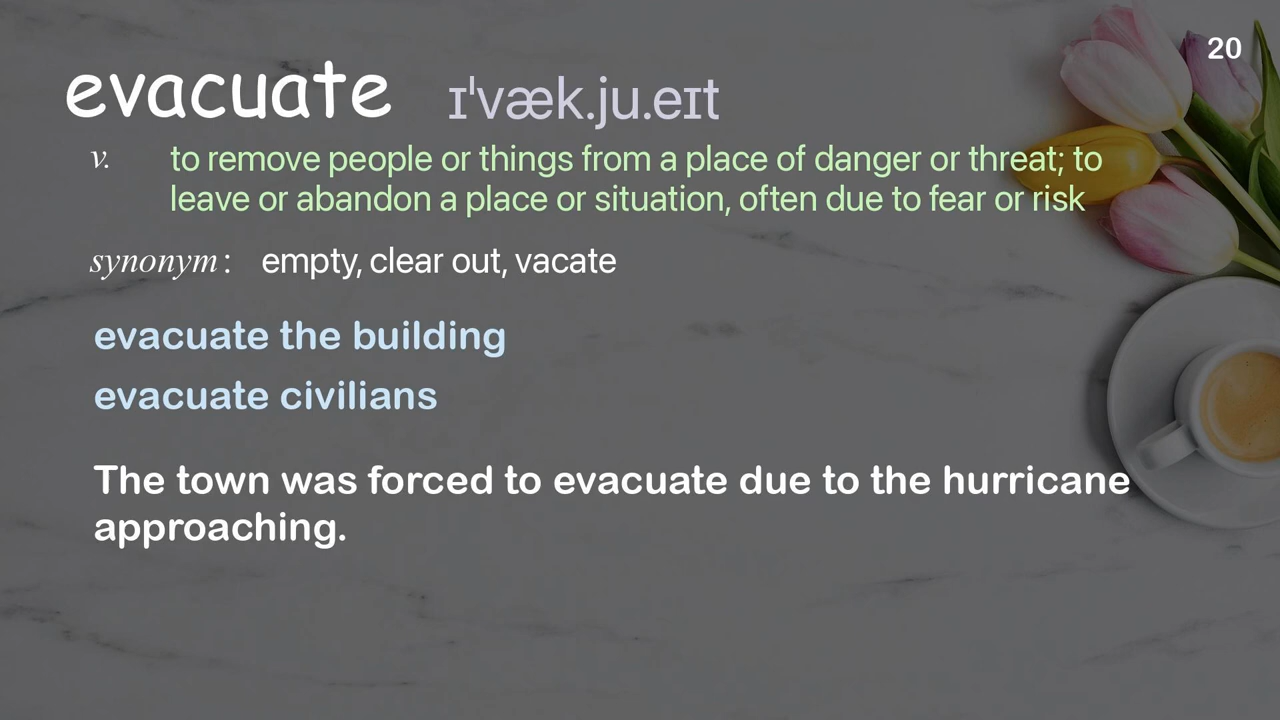 20
evacuate ɪˈvæk.ju.eɪt
v. to remove people or things from a place of danger or threat; to
leave or abandon a place or situation, often due to fear or risk
synonym : empty, clear out, vacate
evacuate the building
evacuate civilians
The town was forced to evacuate due to the hurricane
approaching.